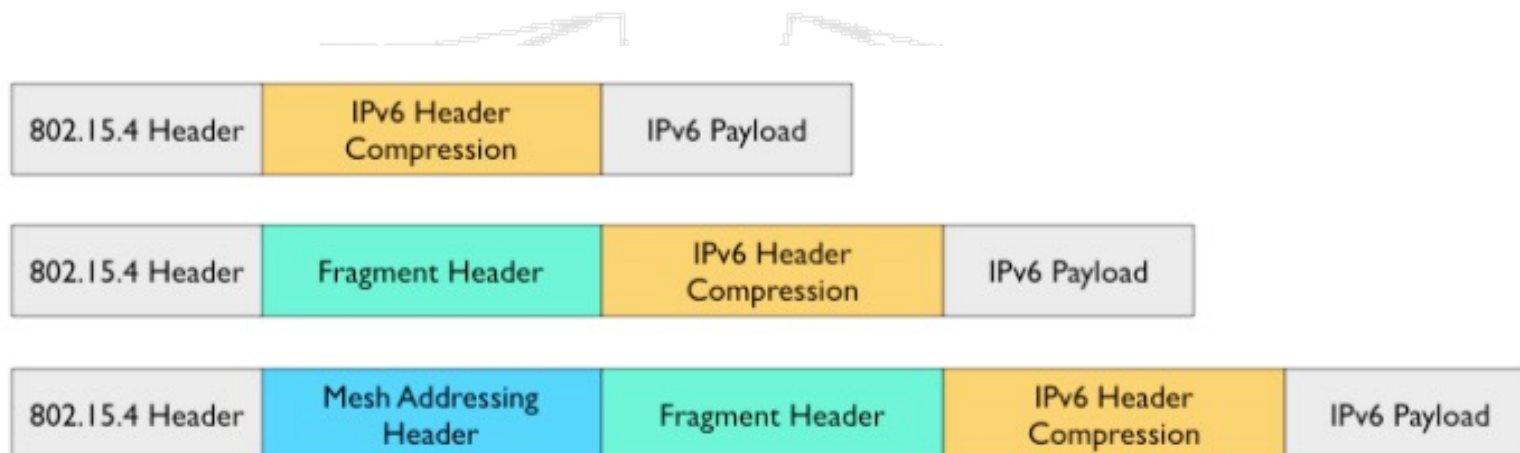 802.15.4 Header
IPv6 Header
Compression
IPv6 Payload
802.15.4 Header
Fragment Header
IPv6 Header
Compression
IPv6 Payload
802.15.4 Header
Mesh Addressing
Header
Fragment Header
IPv6 Header
Compression
IPv6 Payload